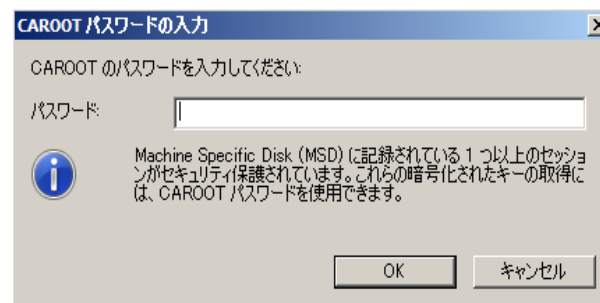 CAROOT パスワードの入力
CAROOT のパスワードを入力してください:
パスワード:
Machine Specific Disk (MSD) に記録されている 1 つ以上のセッショ
ンがセキュリティ保護されています。これらの暗号化されたキーの取得に
は、CAROOT パスワードを使用できます。
OK
キャンセル